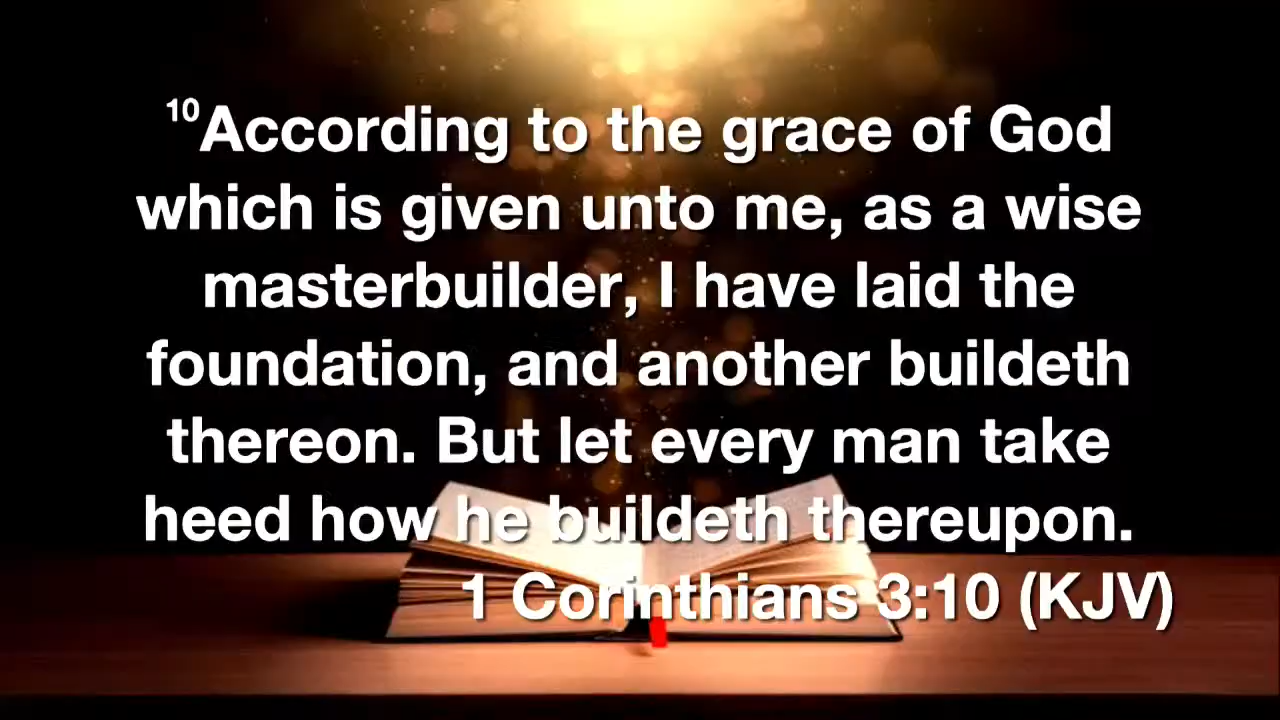 10According to the grace of God
which is given unto me, as a wise
masterbuilder, I have laid the
foundation, and another buildeth
thereon. But let every man take
heed how he buildeth thereupon.
1 Corinthians 3:10 (KJV)